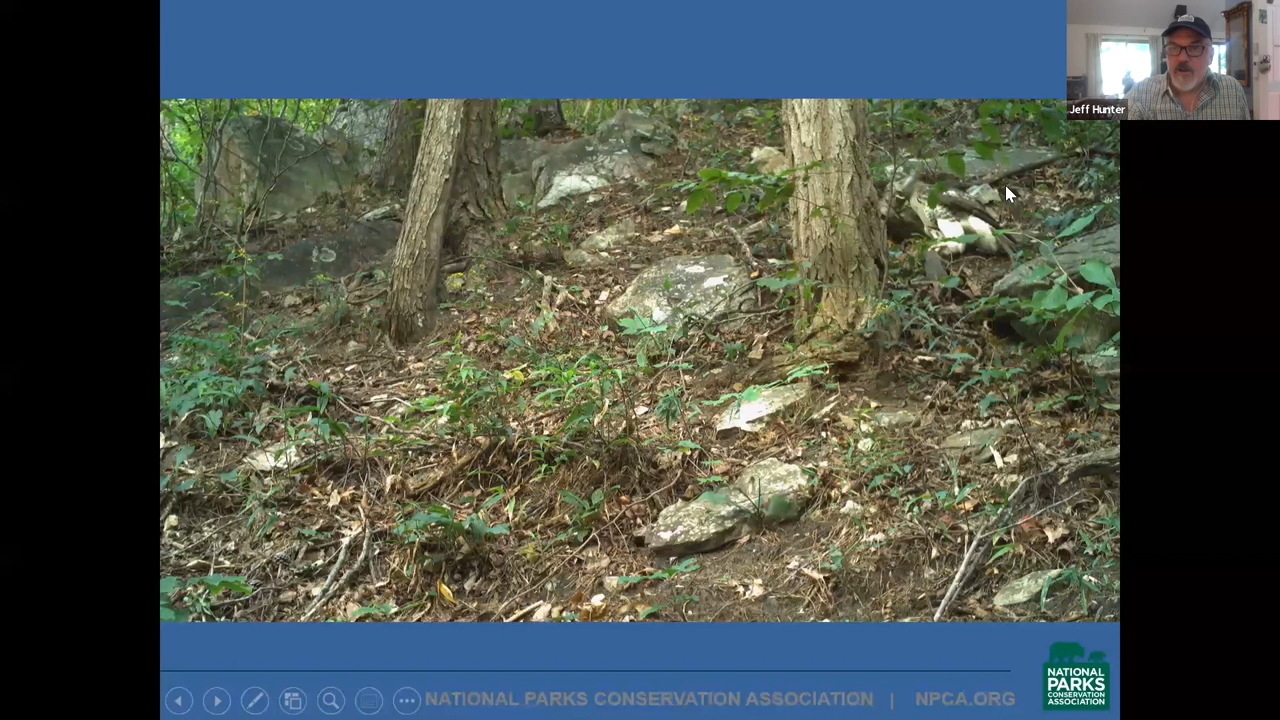 Jeff Hunter
NATIONAL PARKS CONSERVATION ASSOCIATION | NPCA.ORG
NATIONAL
PARKS
CONSERVATION
ASSOCIATION